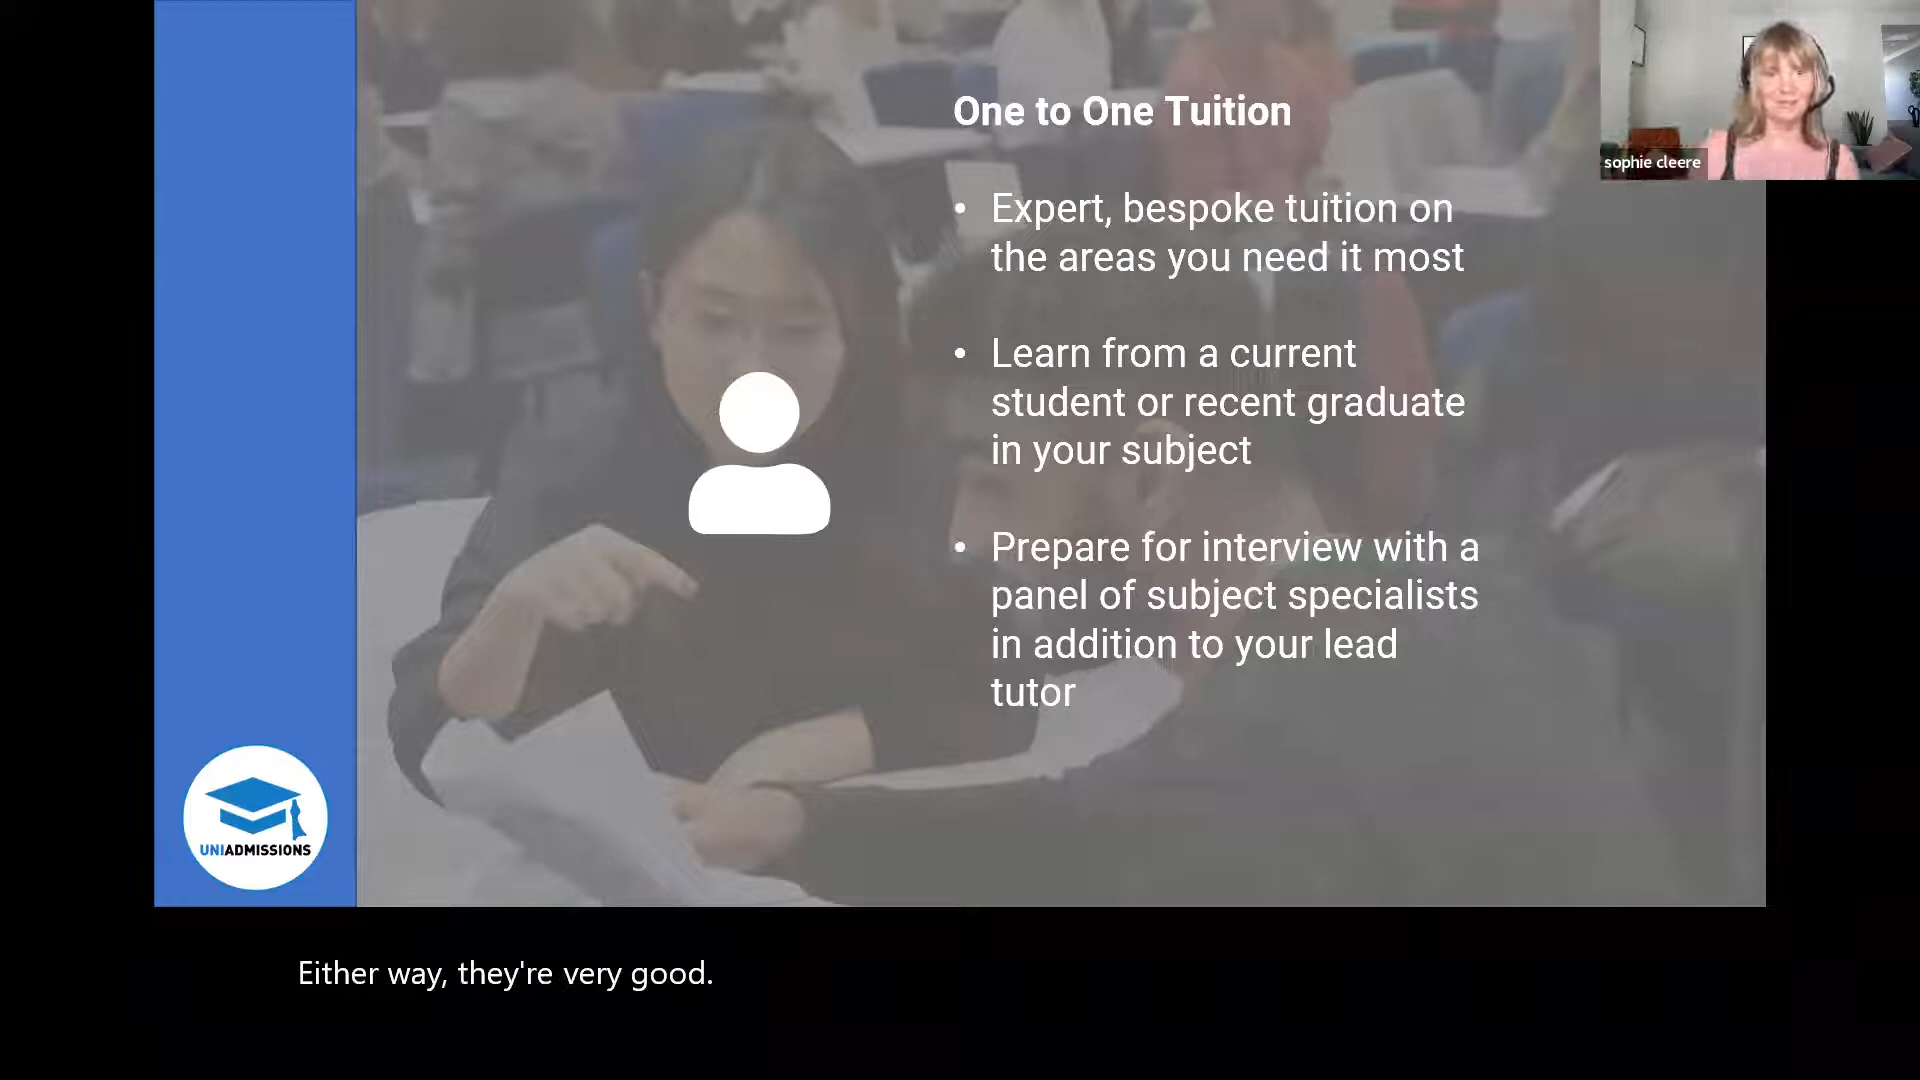 One to One Tuition
sophie cleere
• Expert, bespoke tuition on
the areas you need it most
• Learn from a current
student or recent graduate
in your subject
• Prepare for interview with a
panel of subject specialists
in addition to your lead
tutor
UNIADMISSIONS
Either way, they're very good.